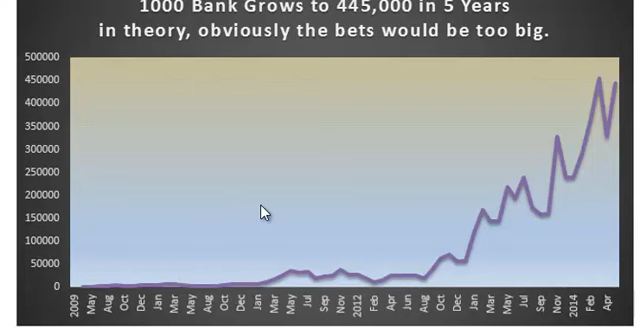 1000 Bank Grows to 445,000 in 5 Years
in theory, obviously the bets would be too big.
500000
450000
400000
350000
300000
250000
200000
150000
100000
50000
0
2009
May
Aug
Oct
Dec
Jan
Mar
May
Aug
Oct
Dec
Jan
Mar
May
Jul
Sep
Nov
2012
Feb
Apr
Jun
Aug
Oct
Dec
Jan
Mar
May
Jul
Sep
Nov
2014
Feb
Apr